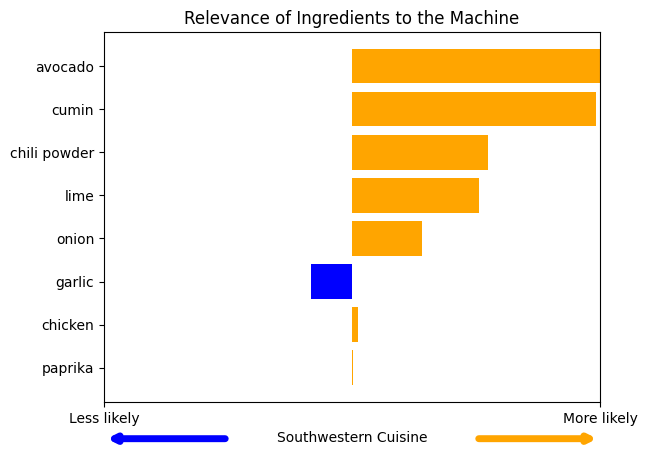 Relevance of Ingredients to the Machine
avocado
cumin
chili powder
lime
onion
garlic
chicken
paprika
Less likely
More likely
Southwestern Cuisine